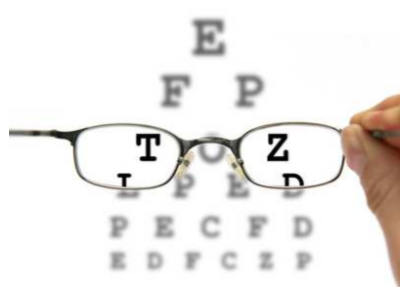 E
F P
T O Z
L P E D
P E C F D
E D F C Z P